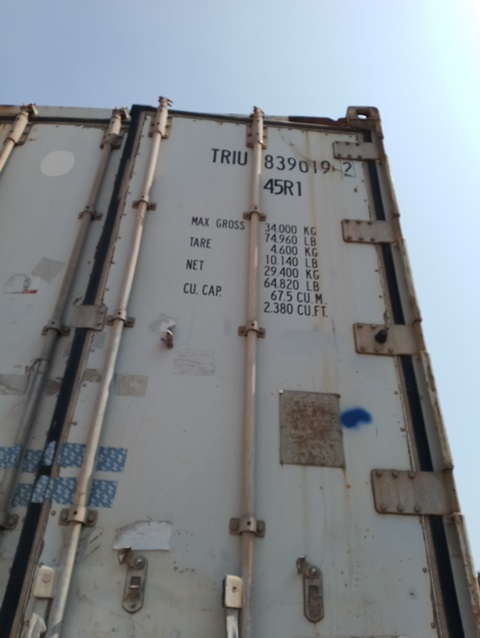 TRIU 839019 2
45R1
MAX GROSS 34.000 KG
74.960 LB
TARE 4.600 KG
10.140 LB
NET 29.400 KG
64.820 LB
CU. CAP. 67.5 CU.M.
2.380 CU.FT.